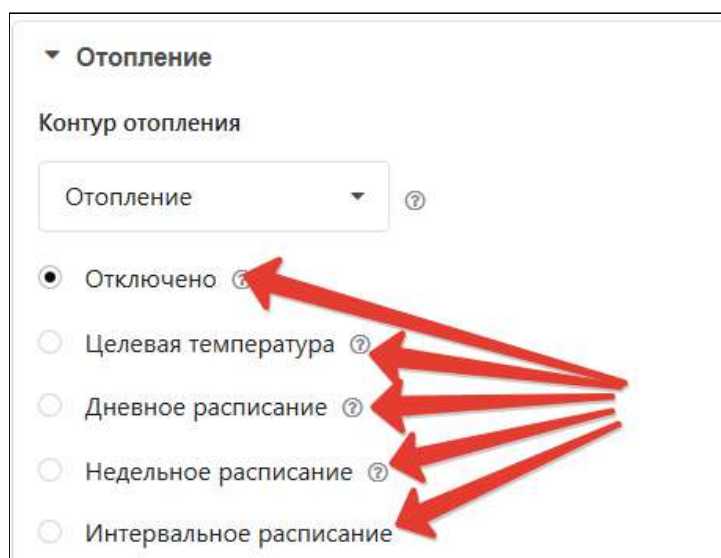 Отопление
Контур отопления
Отопление
Отключено
Целевая температура
Дневное расписание
Недельное расписание
Интервальное расписание